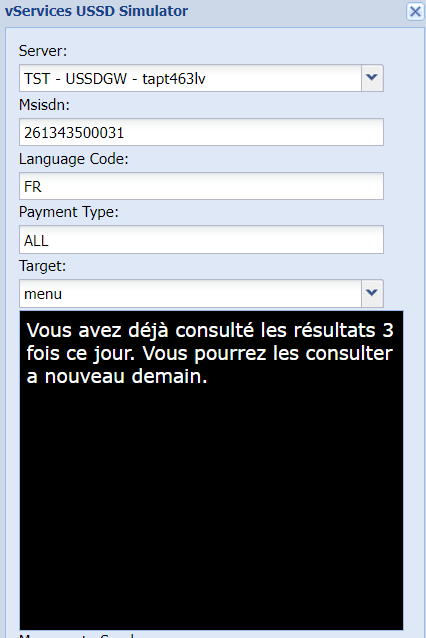 vServices USSD Simulator
Server:
TST - USSDGW - tapt463lv
Msisdn:
261343500031
Language Code:
FR
Payment Type:
ALL
Target:
menu
Vous avez déjà consulté les résultats 3
fois ce jour. Vous pourrez les consulter
a nouveau demain.